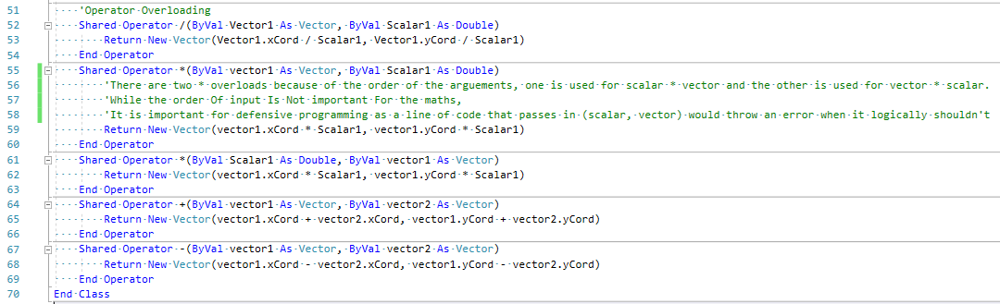 51 'Operator Overloading
52 Shared Operator /(ByVal Vector1 As Vector, ByVal Scalar1 As Double)
53 Return New Vector(Vector1.xCord / Scalar1, Vector1.yCord / Scalar1)
54 End Operator
55 Shared Operator *(ByVal vector1 As Vector, ByVal Scalar1 As Double)
56 'There are two * overloads because of the order of the arguements, one is used for scalar * vector and the other is used for vector * scalar.
57 'While the order Of input Is Not important For the maths,
58 'It is important for defensive programming as a line of code that passes in (scalar, vector) would throw an error when it logically shouldn't
59 Return New Vector(vector1.xCord * Scalar1, vector1.yCord * Scalar1)
60 End Operator
61 Shared Operator *(ByVal Scalar1 As Double, ByVal vector1 As Vector)
62 Return New Vector(vector1.xCord * Scalar1, vector1.yCord * Scalar1)
63 End Operator
64 Shared Operator +(ByVal vector1 As Vector, ByVal vector2 As Vector)
65 Return New Vector(vector1.xCord + vector2.xCord, vector1.yCord + vector2.yCord)
66 End Operator
67 Shared Operator -(ByVal vector1 As Vector, ByVal vector2 As Vector)
68 Return New Vector(vector1.xCord - vector2.xCord, vector1.yCord - vector2.yCord)
69 End Operator
70 End Class